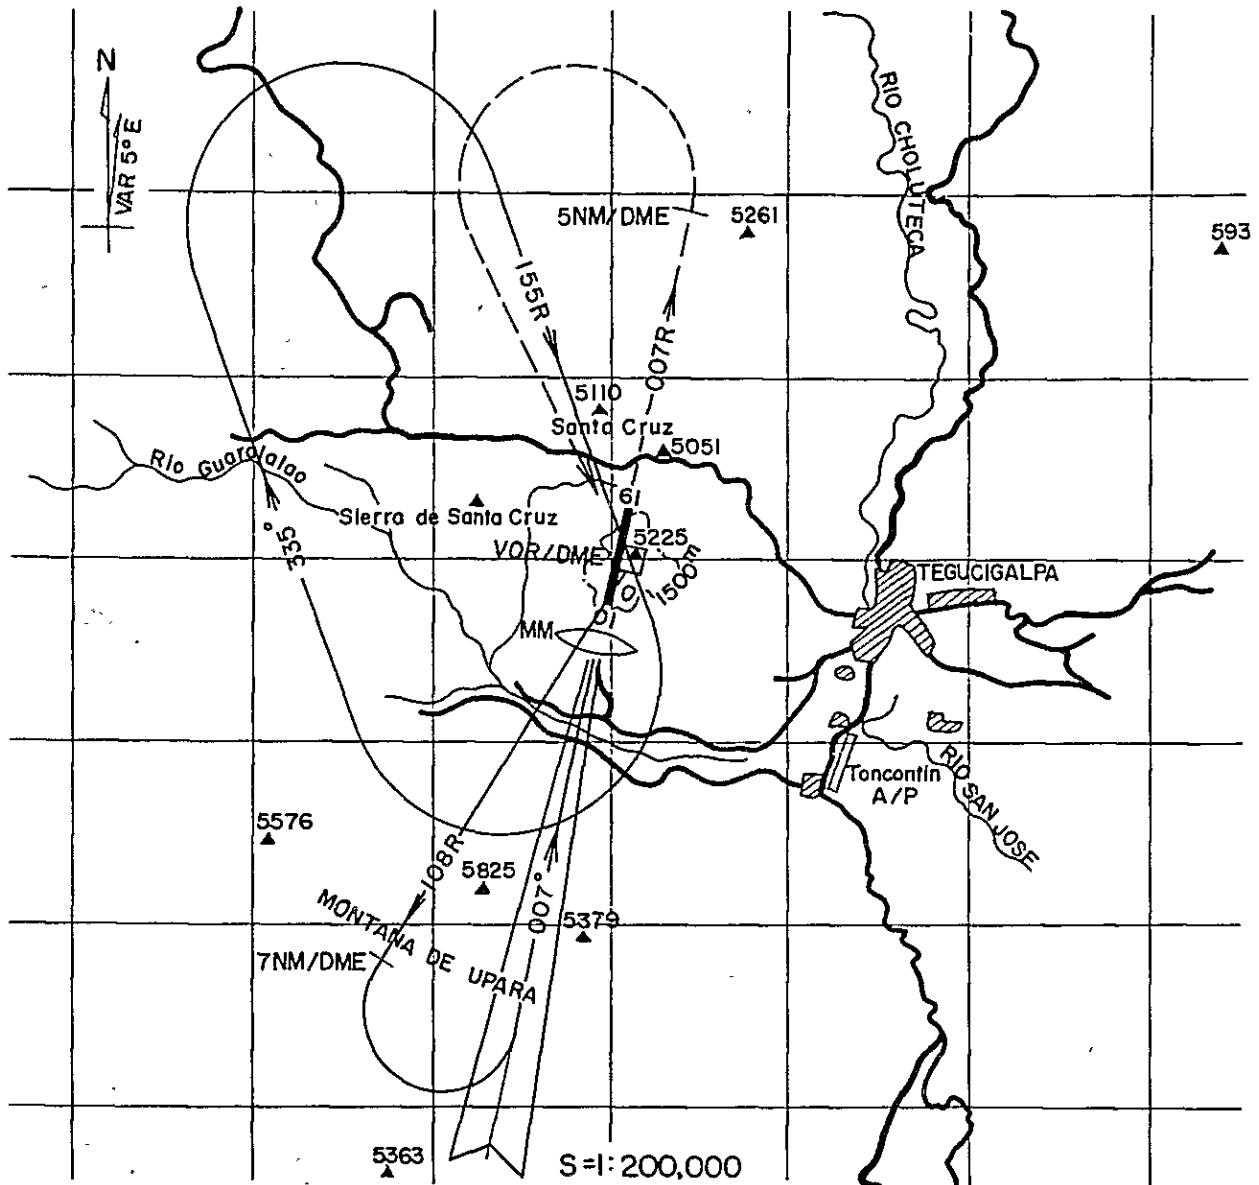 N
VAR 5° E
RIO CHOLUTECA
5NM/DME
5261
593
155R
007R
5110
Santa Cruz
5051
Rio Guaralalao
61
Sierra de Santa Cruz
VOR/DME
5225
335°
1500m
TEGUCIGALPA
01
MM
Toncontin
A/P
RIO SAN JOSE
5576
108R
5825
007°
5379
MONTANA DE UPARA
7NM/DME
5363
S=1:200,000